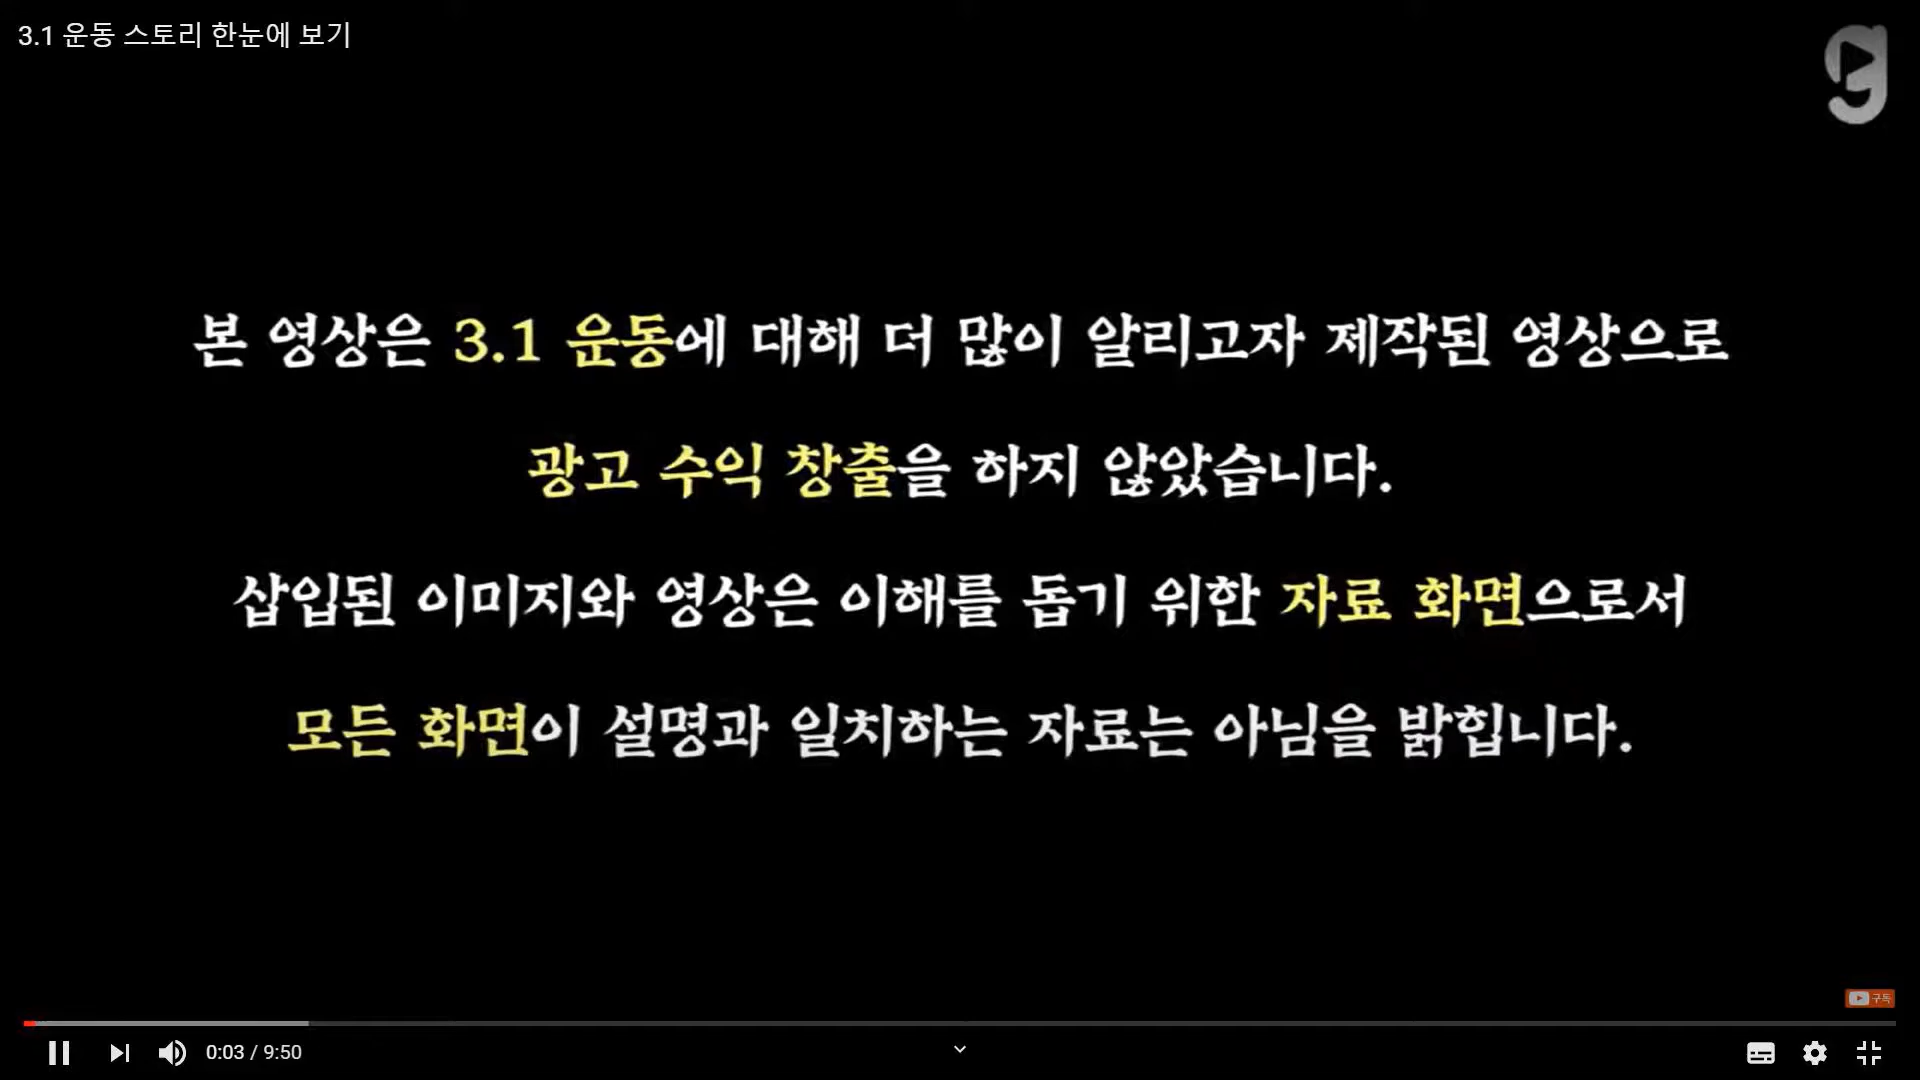 3.1 운동 스토리 한눈에 보기
본 영상은 3.1 운동에 대해 더 많이 알리고자 제작된 영상으로
광고 수익 창출을 하지 않았습니다.
삽입된 이미지와 영상은 이해를 돕기 위한 자료 화면으로서
모든 화면이 설명과 일치하는 자료는 아님을 밝힙니다.
구독
0:03 / 9:50